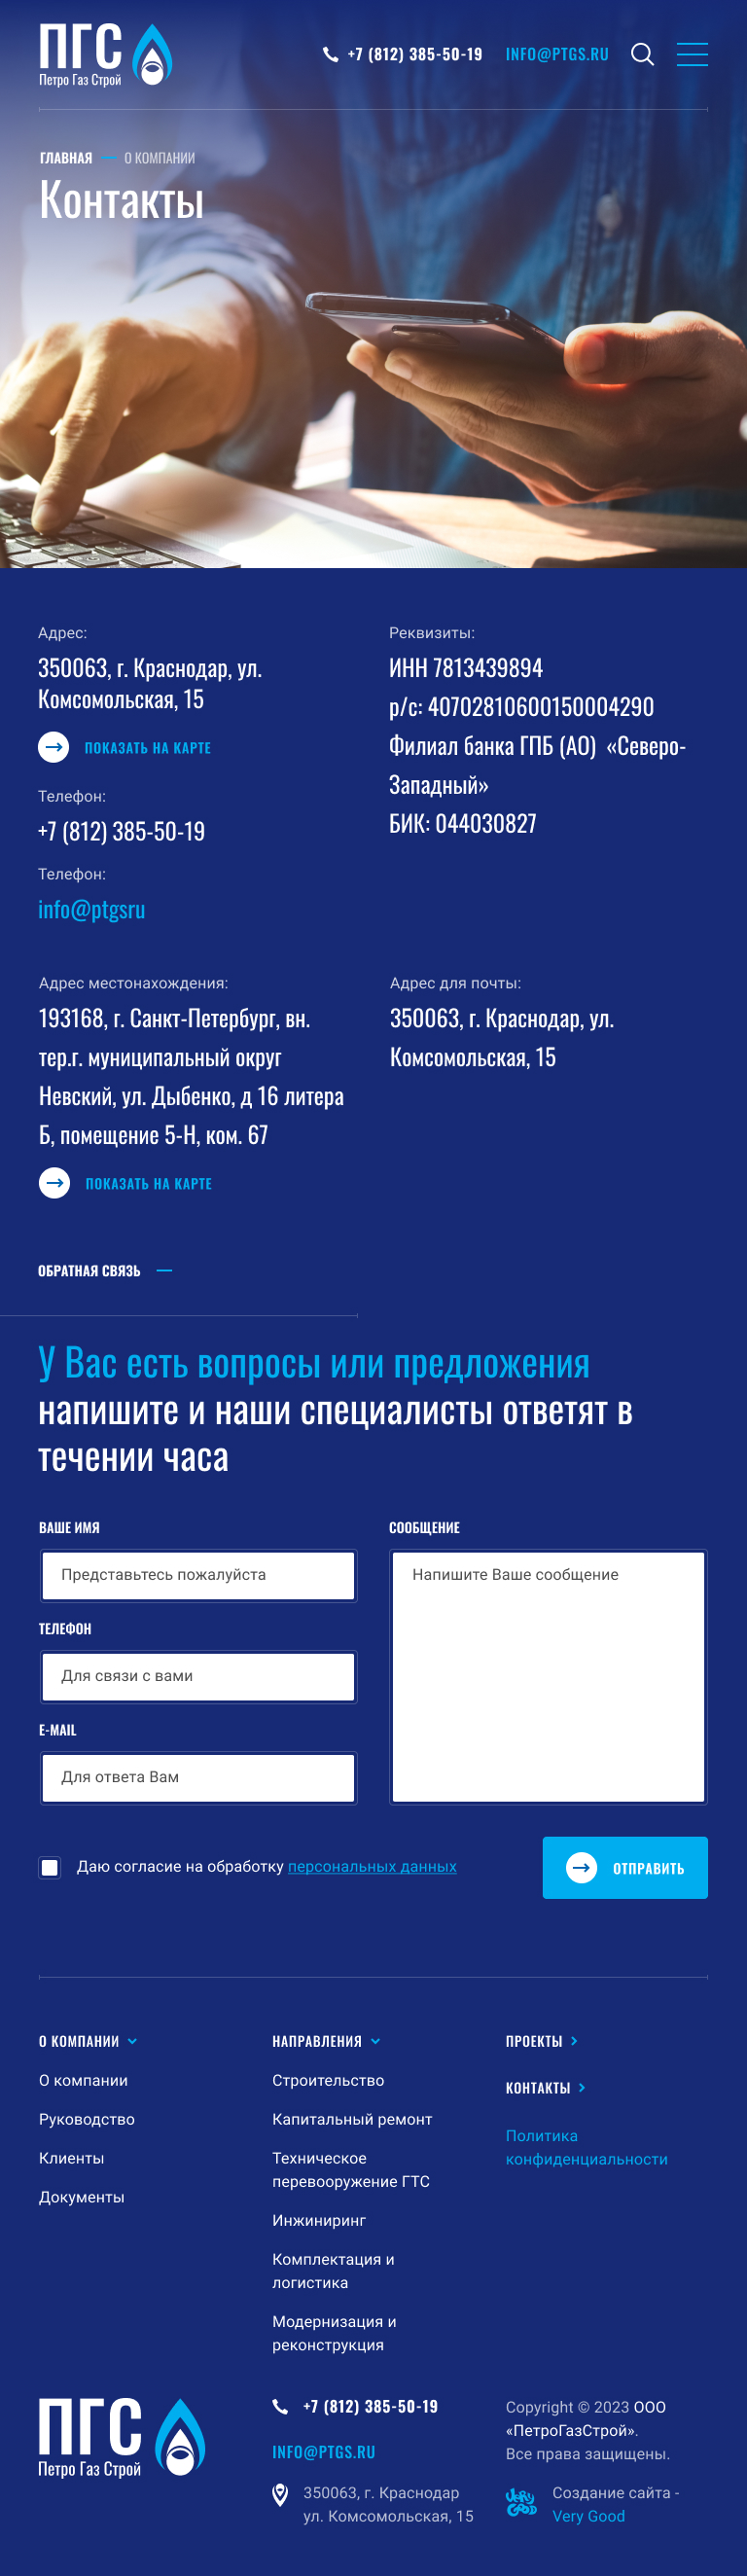 ПГС
Петро Газ Строй
+7 (812) 385-50-19
INFO@PTGS.RU
ГЛАВНАЯ — О КОМПАНИИ
Контакты
Адрес:
350063, г. Краснодар, ул.
Комсомольская, 15
ПОКАЗАТЬ НА КАРТЕ
Телефон:
+7 (812) 385-50-19
Телефон:
info@ptgsru
Реквизиты:
ИНН 7813439894
р/с: 40702810600150004290
Филиал банка ГПБ (АО) «Северо-
Западный»
БИК: 044030827
Адрес местонахождения:
193168, г. Санкт-Петербург, вн.
тер.г. муниципальный округ
Невский, ул. Дыбенко, д 16 литера
Б, помещение 5-Н, ком. 67
ПОКАЗАТЬ НА КАРТЕ
Адрес для почты:
350063, г. Краснодар, ул.
Комсомольская, 15
ОБРАТНАЯ СВЯЗЬ —
У Вас есть вопросы или предложения
напишите и наши специалисты ответят в
течении часа
ВАШЕ ИМЯ
Представьтесь пожалуйста
ТЕЛЕФОН
Для связи с вами
E-MAIL
Для ответа Вам
СООБЩЕНИЕ
Напишите Ваше сообщение
Даю согласие на обработку персональных данных
ОТПРАВИТЬ
О КОМПАНИИ
О компании
Руководство
Клиенты
Документы
НАПРАВЛЕНИЯ
Строительство
Капитальный ремонт
Техническое
перевооружение ГТС
Инжиниринг
Комплектация и
логистика
Модернизация и
реконструкция
ПРОЕКТЫ
КОНТАКТЫ
Политика
конфиденциальности
ПГС
Петро Газ Строй
+7 (812) 385-50-19
INFO@PTGS.RU
350063, г. Краснодар
ул. Комсомольская, 15
Copyright © 2023 ООО
«ПетроГазСтрой».
Все права защищены.
Very Good
Создание сайта -
Very Good